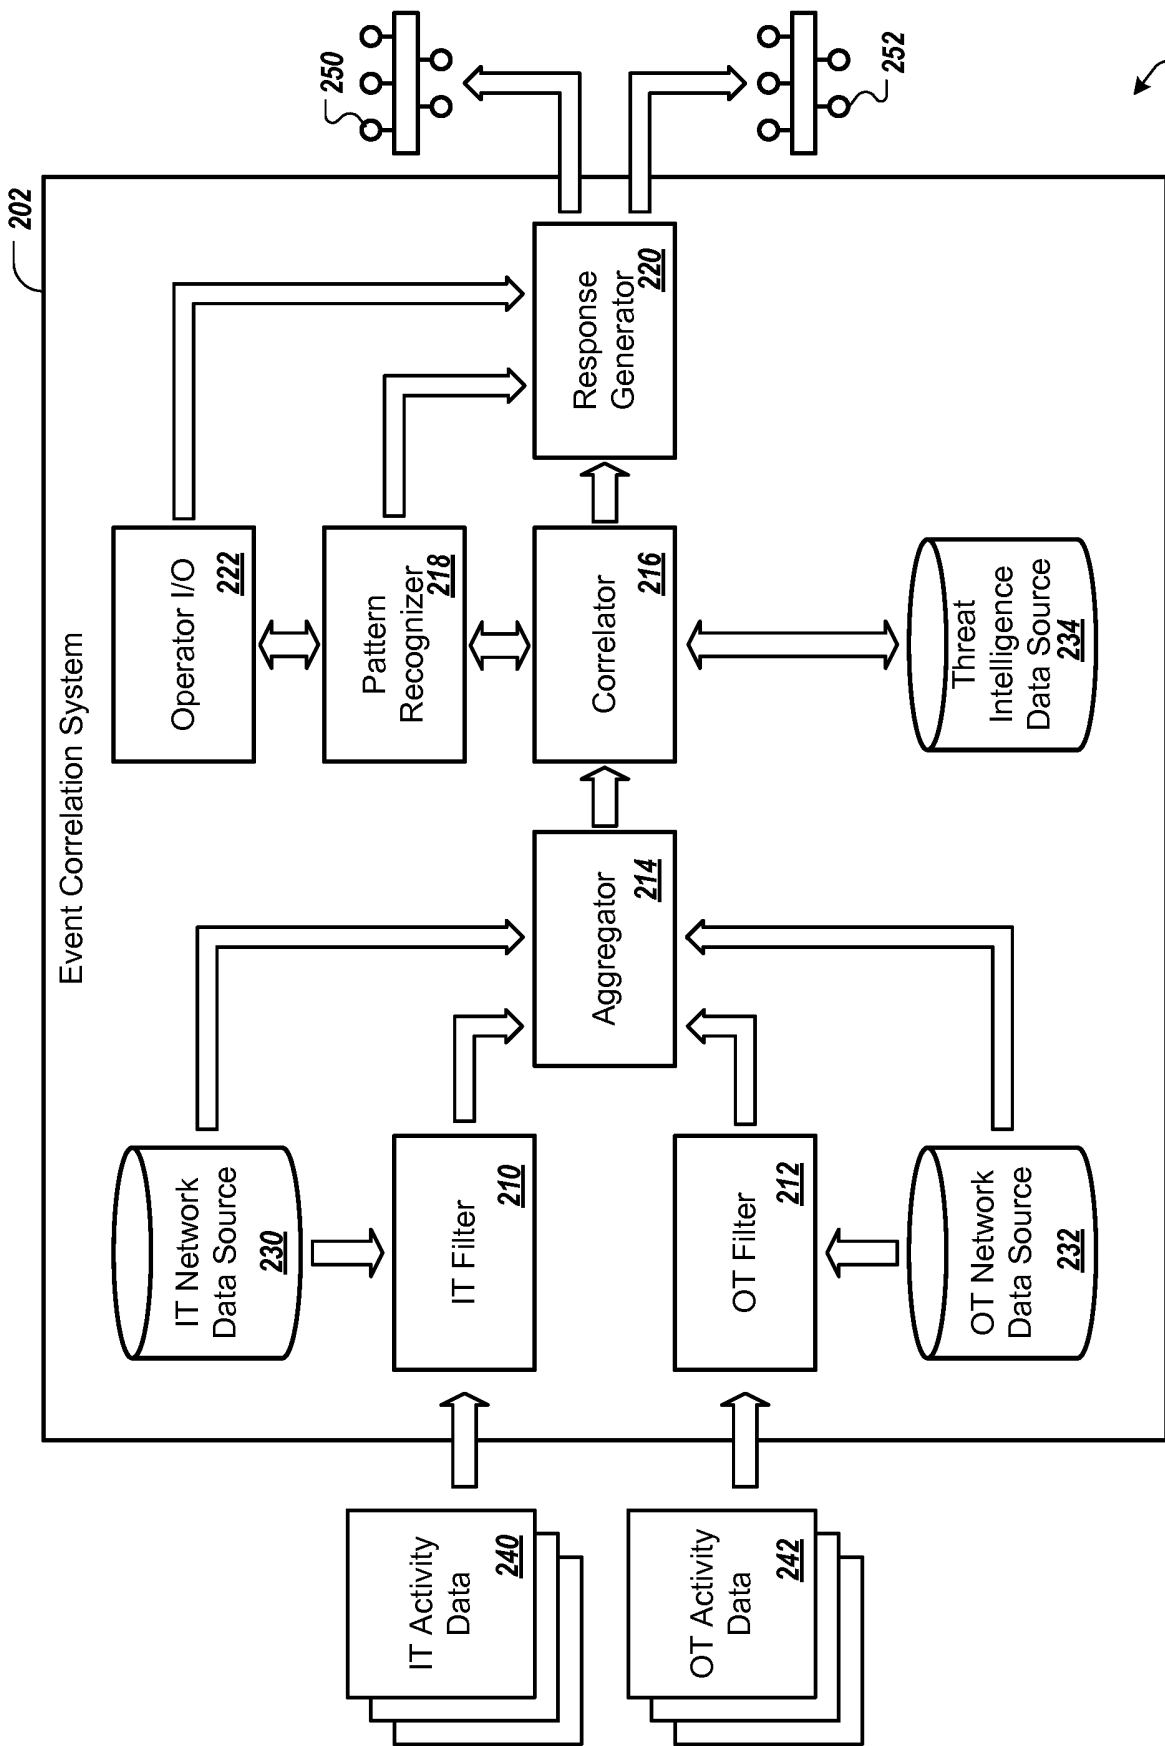 202
Event Correlation System
250
252
IT Activity
Data
240
OT Activity
Data
242
IT Network
Data Source
230
IT Filter
210
OT Filter
212
OT Network
Data Source
232
Aggregator
214
Operator I/O
222
Pattern
Recognizer
218
Correlator
216
Threat
Intelligence
Data Source
234
Response
Generator
220